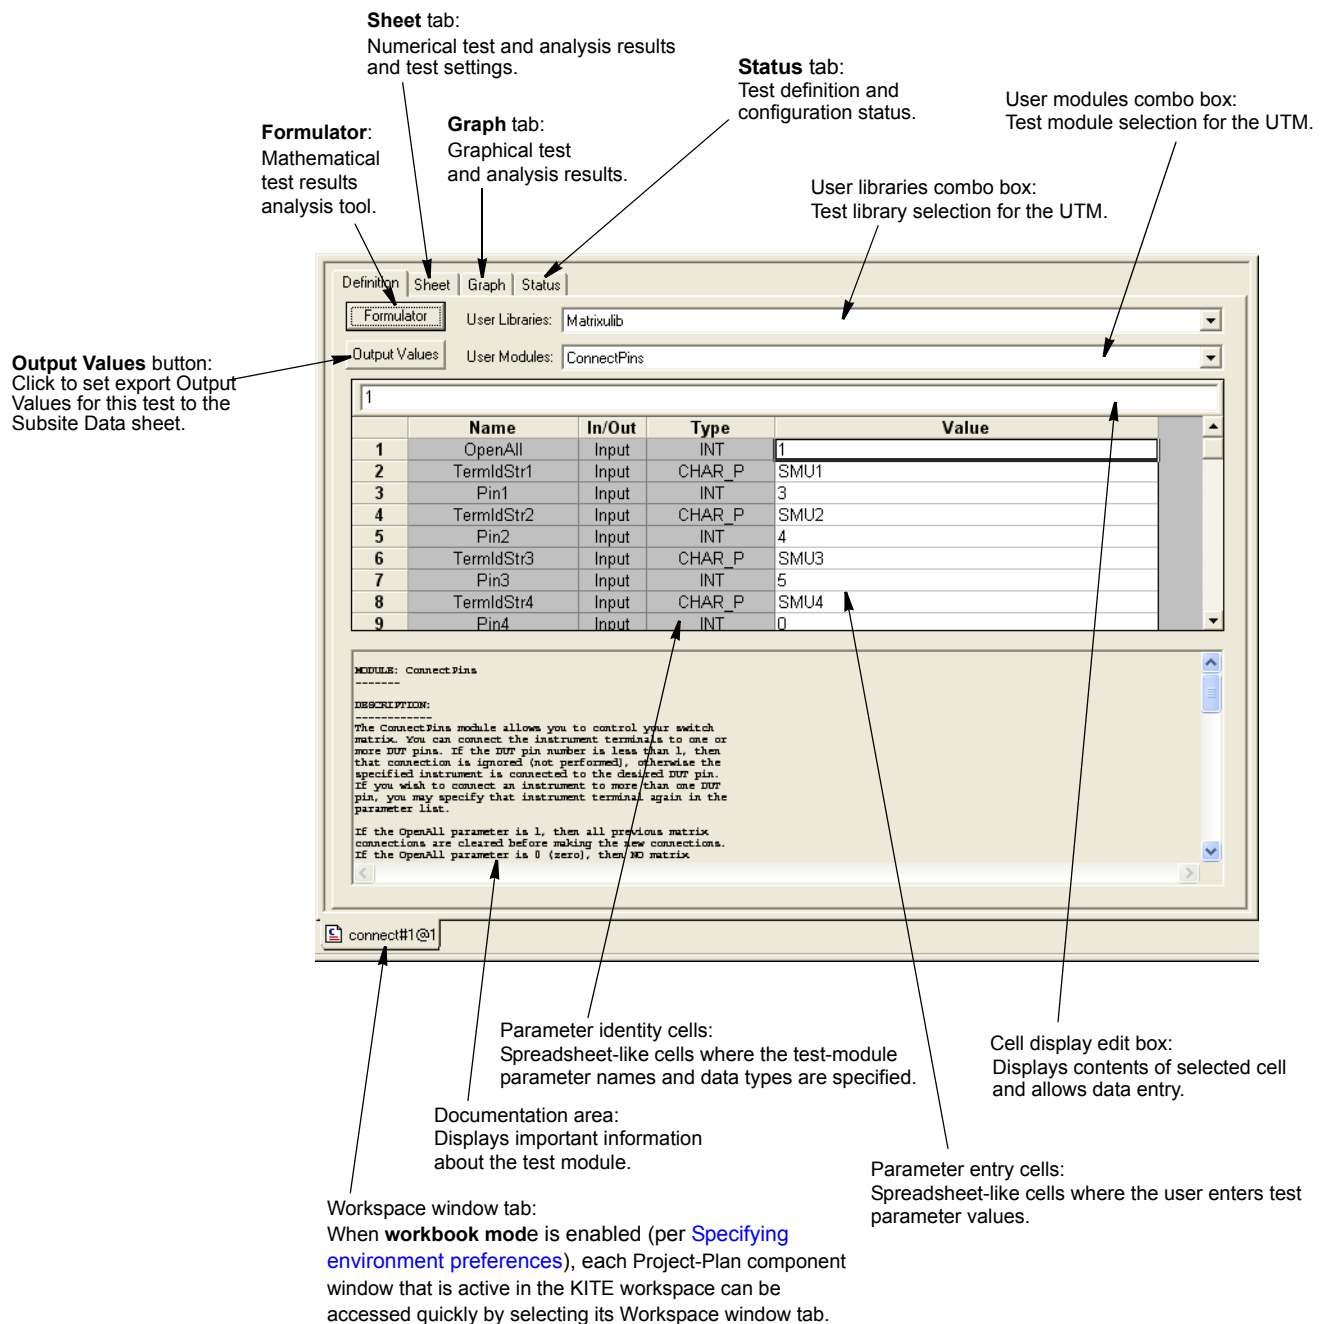 Sheet tab:
Numerical test and analysis results
and test settings.
Status tab:
Test definition and
configuration status.
User modules combo box:
Test module selection for the UTM.
Formulator:
Mathematical
test results
analysis tool.
Graph tab:
Graphical test
and analysis results.
User libraries combo box:
Test library selection for the UTM.
Definition Sheet Graph Status
Formulator User Libraries: Matrixulib
Output Values User Modules: ConnectPins
Output Values button:
Click to set export Output
Values for this test to the
Subsite Data sheet.
1
Name In/Out Type Value
1 OpenAll Input INT 1
2 TermIdStr1 Input CHAR_P SMU1
3 Pin1 Input INT 3
4 TermIdStr2 Input CHAR_P SMU2
5 Pin2 Input INT 4
6 TermIdStr3 Input CHAR_P SMU3
7 Pin3 Input INT 5
8 TermIdStr4 Input CHAR_P SMU4
9 Pin4 Input INT 0
MODULE: ConnectPins
-------
DESCRIPTION:
------------
The ConnectPins module allows you to control your switch
matrix. You can connect the instrument terminals to one or
more DUT pins. If the DUT pin number is less than 1, then
that connection is ignored (not performed), otherwise the
specified instrument is connected to the desired DUT pin.
If you wish to connect an instrument to more than one DUT
pin, you may specify that instrument terminal again in the
parameter list.
If the OpenAll parameter is 1, then all previous matrix
connections are cleared before making the new connections.
If the OpenAll parameter is 0 (zero), then NO matrix
connect#1@1
Parameter identity cells:
Spreadsheet-like cells where the test-module
parameter names and data types are specified.
Cell display edit box:
Displays contents of selected cell
and allows data entry.
Documentation area:
Displays important information
about the test module.
Parameter entry cells:
Spreadsheet-like cells where the user enters test
parameter values.
Workspace window tab:
When workbook mode is enabled (per Specifying
environment preferences), each Project-Plan component
window that is active in the KITE workspace can be
accessed quickly by selecting its Workspace window tab.